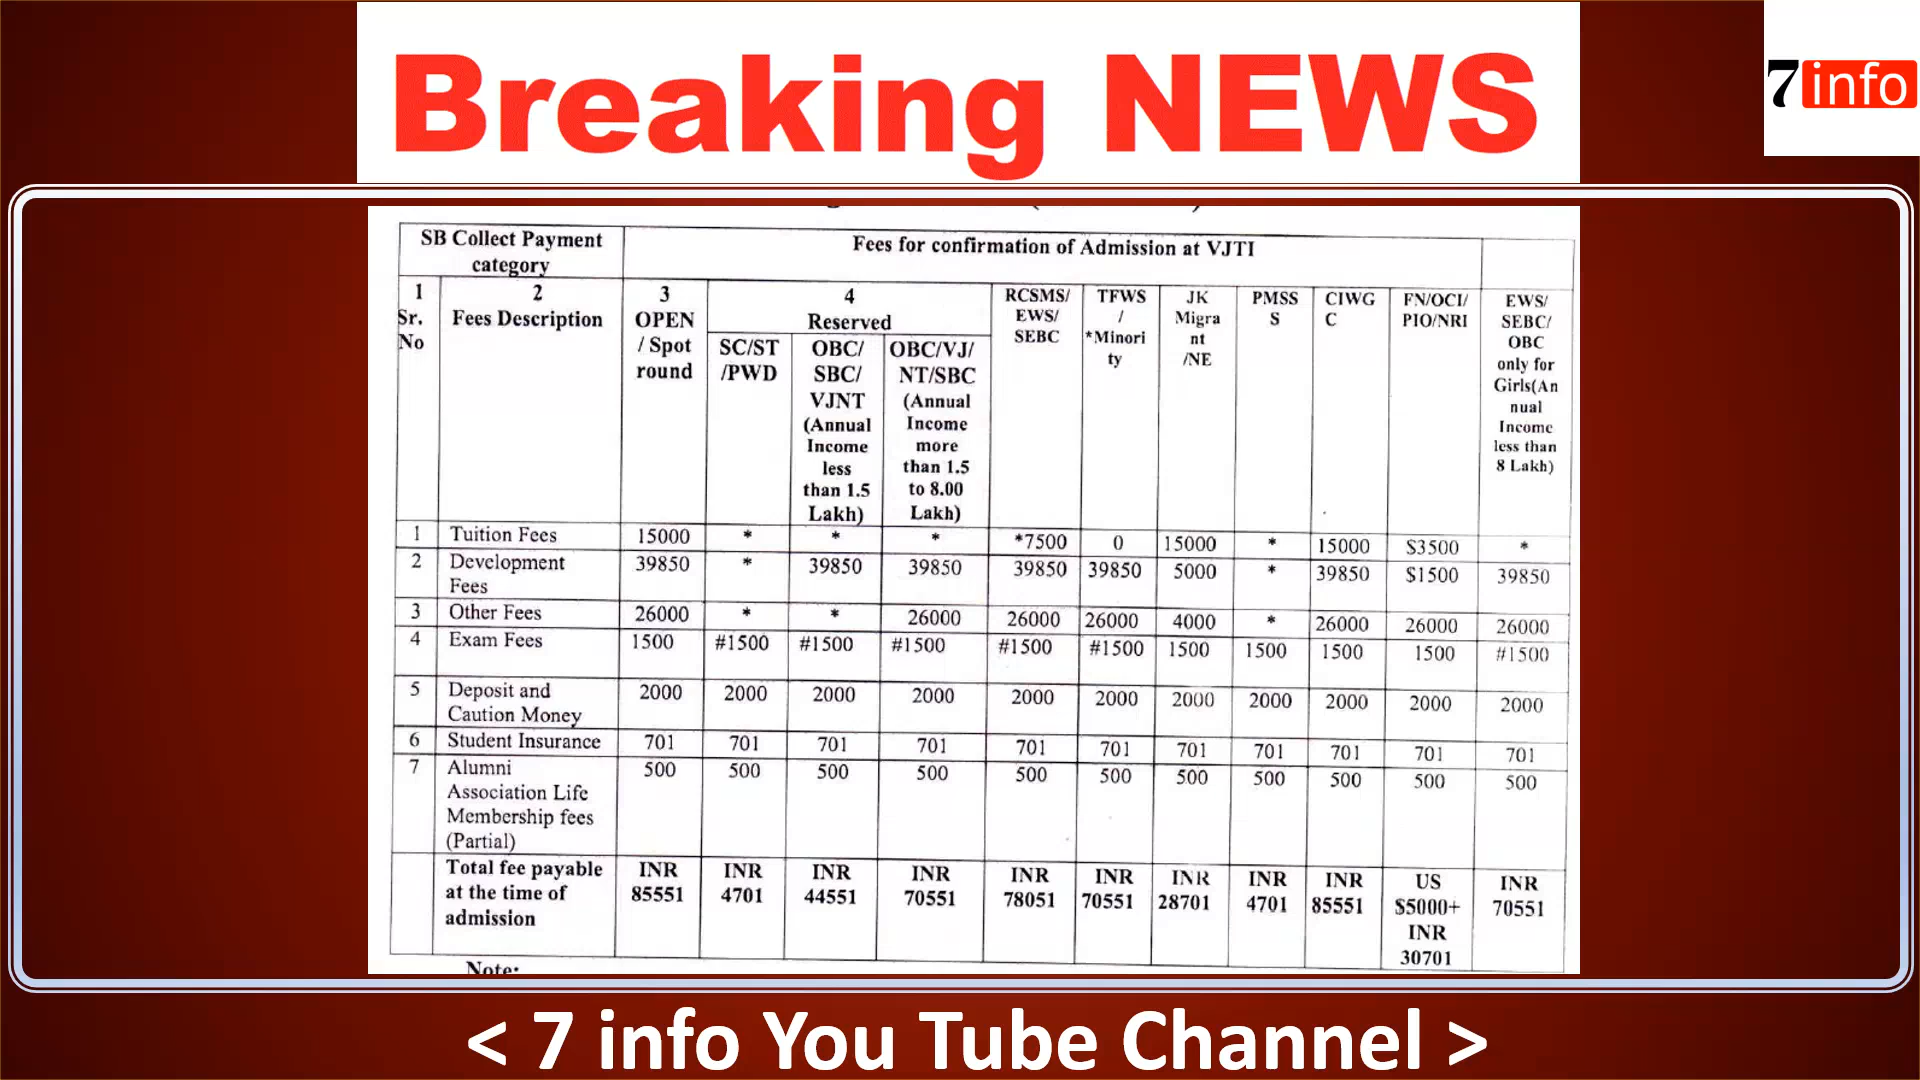 Breaking NEWS
7info
SB Collect Payment category
Fees for confirmation of Admission at VJTI
1 Sr. No
2 Fees Description
3 OPEN / Spot round
4 Reserved
SC/ST /PWD
OBC/ SBC/ VJNT (Annual Income less than 1.5 Lakh)
OBC/VJ/ NT/SBC (Annual Income more than 1.5 to 8.00 Lakh)
RCSMS/ EWS/ SEBC
TFWS / *Minori ty
JK Migra nt /NE
PMSS S
CIWG C
FN/OCI/ PIO/NRI
EWS/ SEBC/ OBC only for Girls(An nual Income less than 8 Lakh)
1 Tuition Fees 15000 * * * *7500 0 15000 * 15000 $3500 *
2 Development Fees 39850 * 39850 39850 39850 39850 5000 * 39850 $1500 39850
3 Other Fees 26000 * * 26000 26000 26000 4000 * 26000 26000 26000
4 Exam Fees 1500 #1500 #1500 #1500 #1500 #1500 1500 1500 1500 1500 #1500
5 Deposit and Caution Money 2000 2000 2000 2000 2000 2000 2000 2000 2000 2000 2000
6 Student Insurance 701 701 701 701 701 701 701 701 701 701 701
7 Alumni Association Life Membership fees (Partial) 500 500 500 500 500 500 500 500 500 500 500
Total fee payable at the time of admission INR 85551 INR 4701 INR 44551 INR 70551 INR 78051 INR 70551 INR 28701 INR 4701 INR 85551 US $5000+ INR 30701 INR 70551
Note:
< 7 info You Tube Channel >